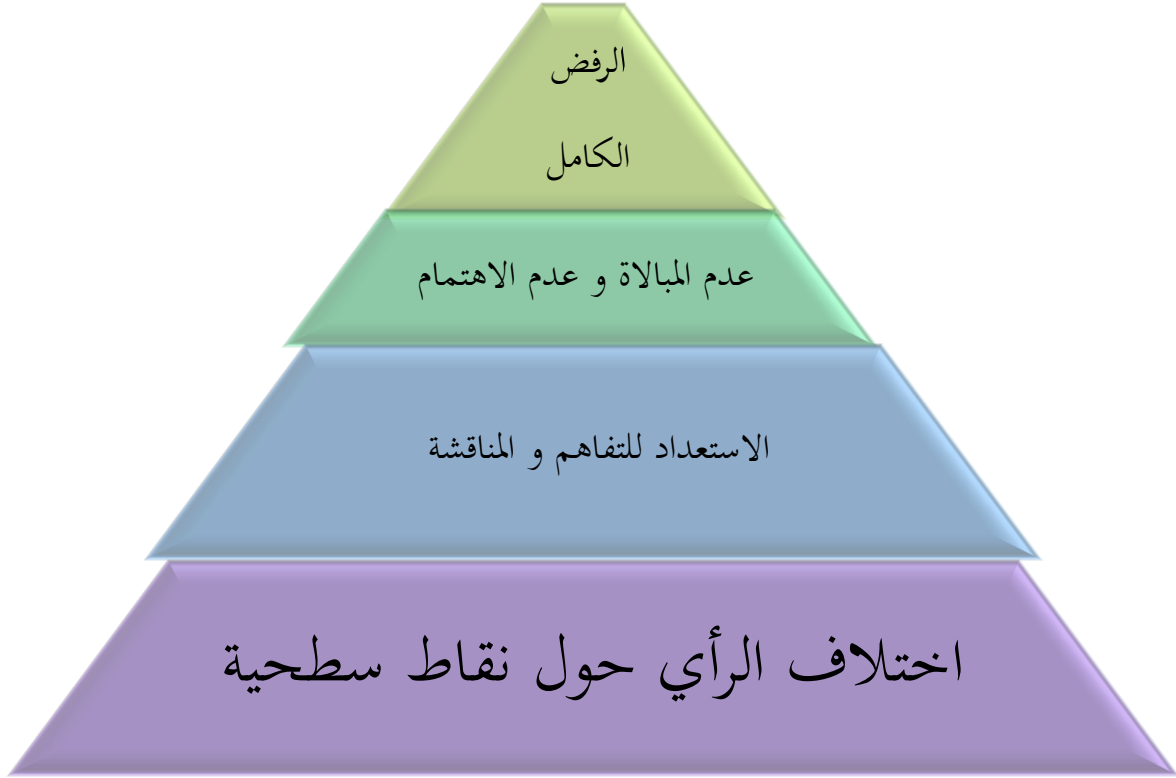 الرفض
الكامل
عدم المبالاة و عدم الاهتمام
الاستعداد للتفاهم و المناقشة
اختلاف الرأي حول نقاط سطحية